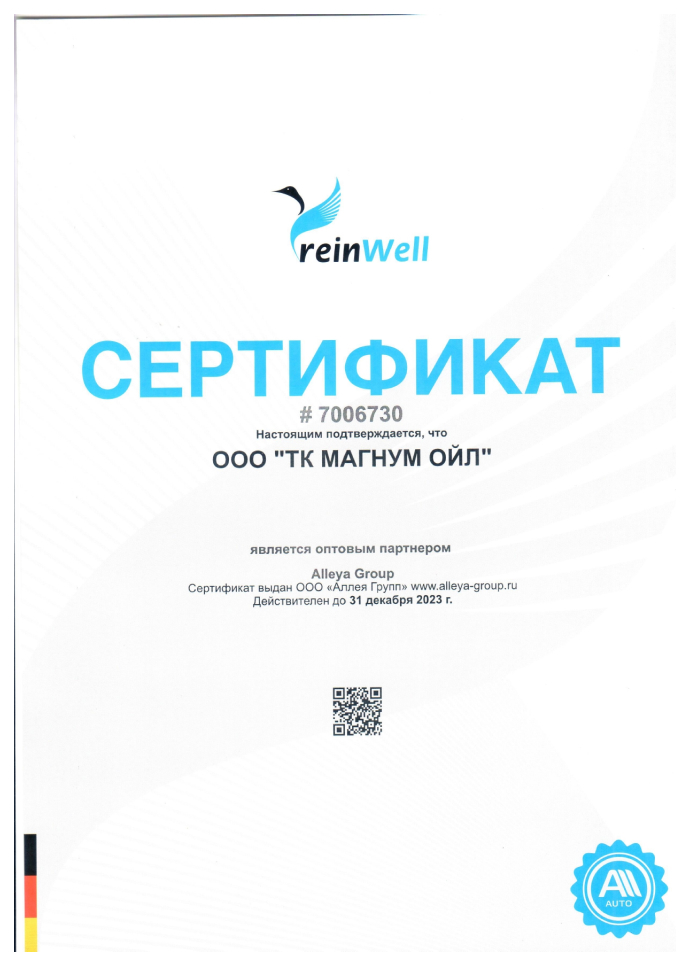 reinWell
СЕРТИФИКАТ
# 7006730
Настоящим подтверждается, что
ООО "ТК МАГНУМ ОЙЛ"
является оптовым партнером
Alleya Group
Сертификат выдан ООО «Аллея Групп» www.alleya-group.ru
Действителен до 31 декабря 2023 г.
AUTO